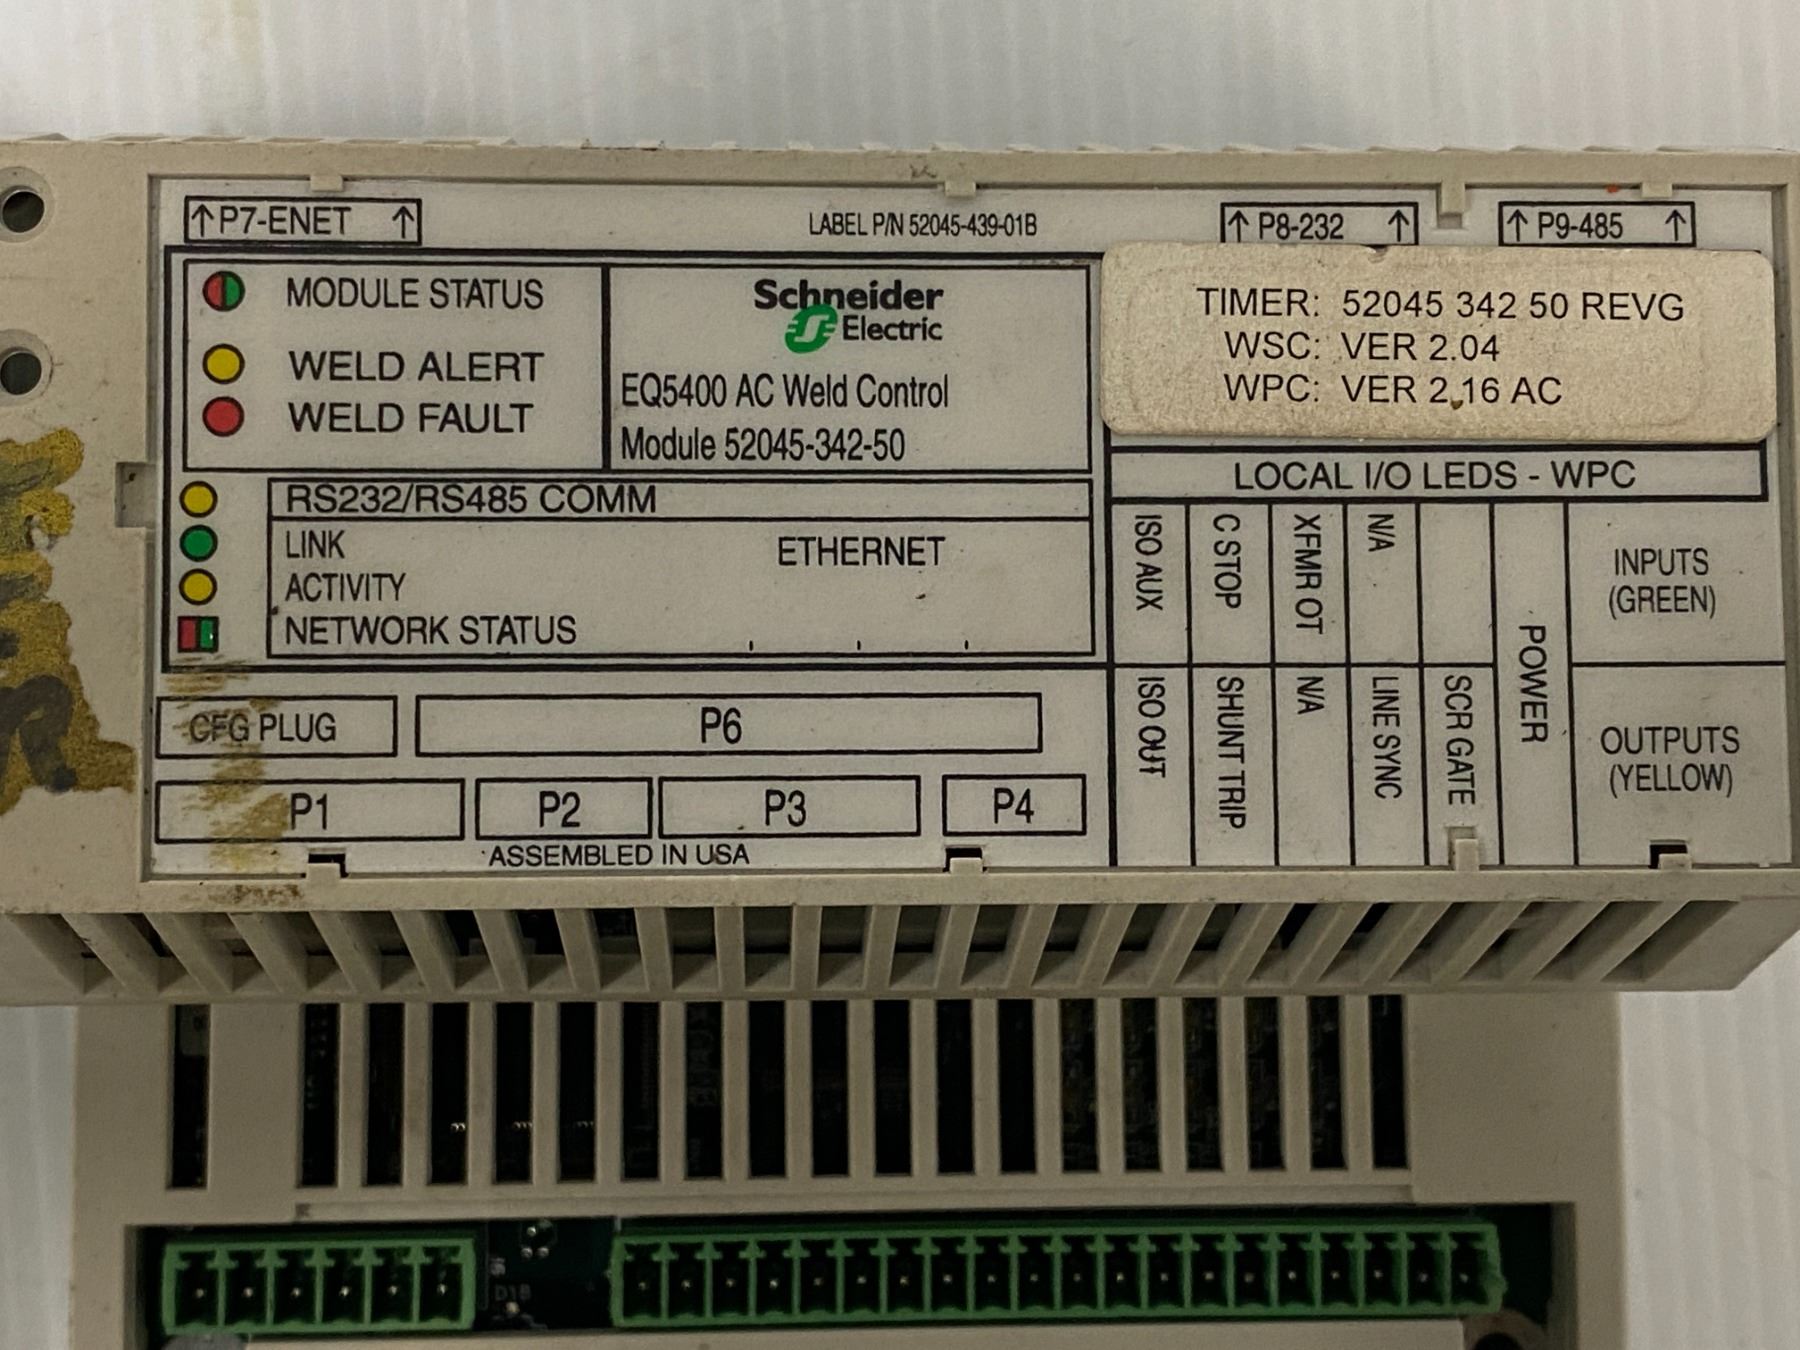 ↑P7-ENET ↑
LABEL P/N 52045-439-01B
↑ P8-232 ↑
↑ P9-485 ↑
MODULE STATUS
WELD ALERT
WELD FAULT
Schneider
Electric
EQ5400 AC Weld Control
Module 52045-342-50
TIMER: 52045 342 50 REVG
WSC: VER 2.04
WPC: VER 2.16 AC
RS232/RS485 COMM
LINK
ETHERNET
ACTIVITY
NETWORK STATUS
LOCAL I/O LEDS - WPC
ISO AUX
C STOP
XFMR OT
N/A
POWER
INPUTS
(GREEN)
ISO OUT
SHUNT TRIP
N/A
LINE SYNC
SCR GATE
OUTPUTS
(YELLOW)
CFG PLUG
P6
P1
P2
P3
P4
ASSEMBLED IN USA